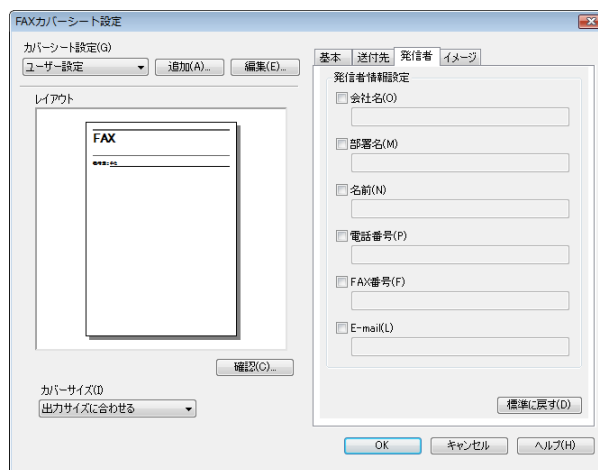 FAXカバーシート設定
カバーシート設定(G)
ユーザー設定
追加(A)...
編集(E)...
レイアウト
FAX
確認(C)...
カバーサイズ(I)
出力サイズに合わせる
基本
送付先
発信者
イメージ
発信者情報設定
会社名(O)
部署名(M)
名前(N)
電話番号(P)
FAX番号(F)
E-mail(L)
標準に戻す(D)
OK
キャンセル
ヘルプ(H)